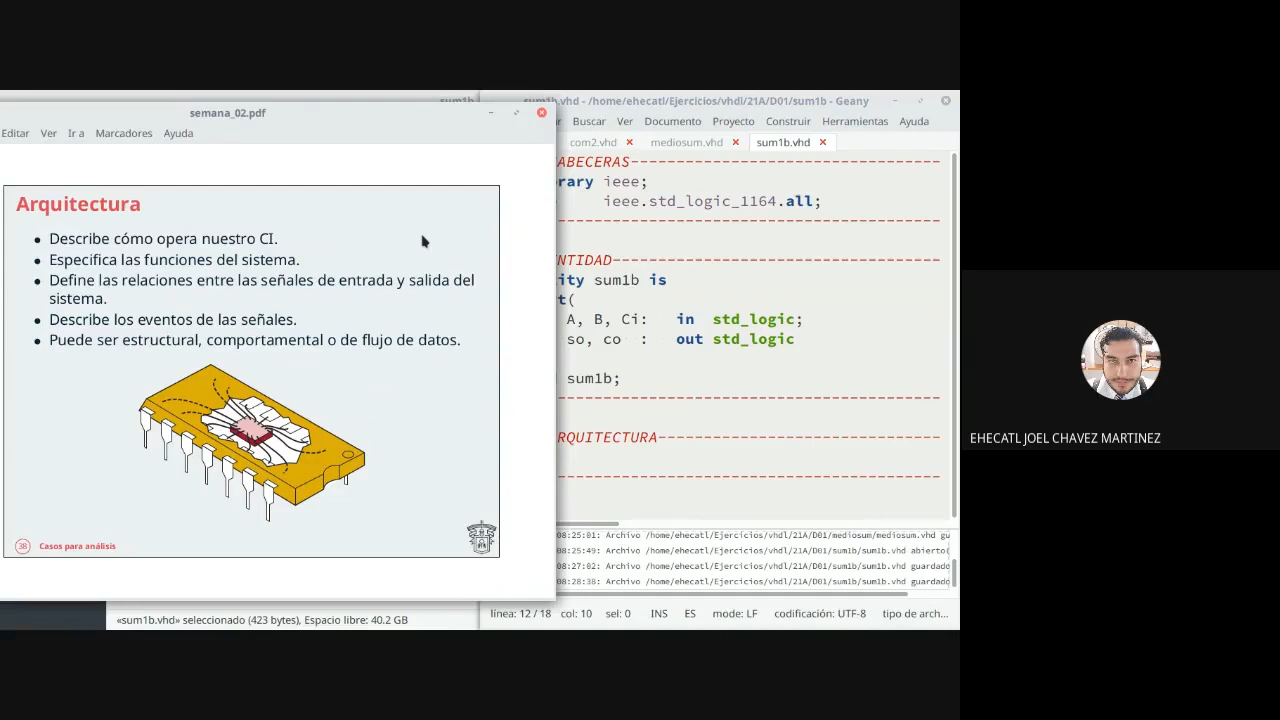 semana_02.pdf
Editar Ver Ir a Marcadores Ayuda
Arquitectura
• Describe cómo opera nuestro CI.
• Especifica las funciones del sistema.
• Define las relaciones entre las señales de entrada y salida del
sistema.
• Describe los eventos de las señales.
• Puede ser estructural, comportamental o de flujo de datos.
38 Casos para análisis
«sum1b.vhd» seleccionado (423 bytes), Espacio libre: 40.2 GB
sum1b
sum1b.vhd - /home/ehecatl/Ejercicios/vhdl/21A/D01/sum1b - Geany
ar Buscar Ver Documento Proyecto Construir Herramientas Ayuda
com2.vhd mediosum.vhd sum1b.vhd
ABECERAS------------------------------
rary ieee;
ieee.std_logic_1164.all;
----------------------------------------
NTIDAD--------------------------------
ity sum1b is
t(
A, B, Ci: in std_logic;
so, co : out std_logic
d sum1b;
----------------------------------------
RQUITECTURA---------------------------
----------------------------------------
08:25:01: Archivo /home/ehecatl/Ejercicios/vhdl/21A/D01/mediosum/mediosum.vhd gu
08:25:49: Archivo /home/ehecatl/Ejercicios/vhdl/21A/D01/sum1b/sum1b.vhd abierto(
08:27:02: Archivo /home/ehecatl/Ejercicios/vhdl/21A/D01/sum1b/sum1b.vhd guardado
08:28:38: Archivo /home/ehecatl/Ejercicios/vhdl/21A/D01/sum1b/sum1b.vhd guardado
línea: 12 / 18 col: 10 sel: 0 INS ES mode: LF codificación: UTF-8 tipo de arch...
EHECATL JOEL CHAVEZ MARTINEZ